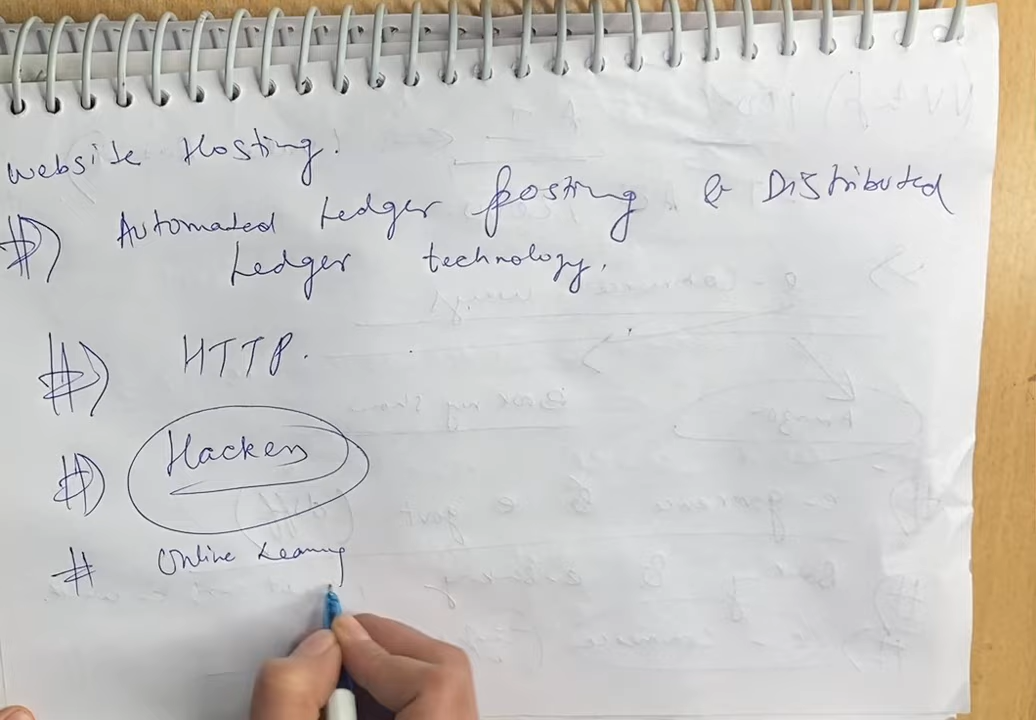 Website Hosting.
#) Automated Ledger posting & Distributed
Ledger technology.
#) HTTP.
#) Hackers
# Online Learning